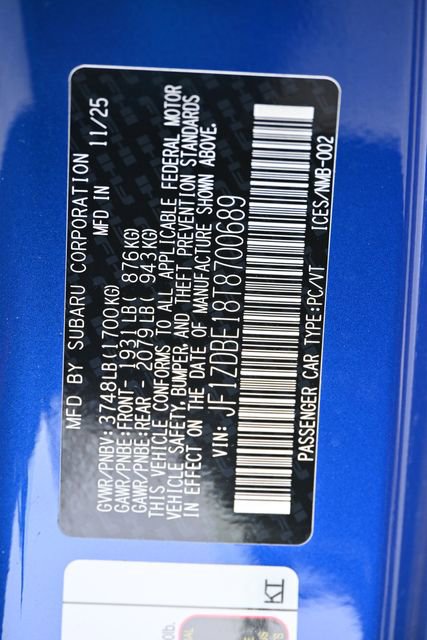 MFD BY SUBARU CORPORATION 11/25
MFD IN
GVWR/PNBV: 3748LB(1700KG)
GAWR/PNBE:FRONT- 1931LB( 876KG)
GAWR/PNBE:REAR - 2079LB( 943KG)
THIS VEHICLE CONFORMS TO ALL APPLICABLE FEDERAL MOTOR
VEHICLE SAFETY,BUMPER, AND THEFT PREVENTION STANDARDS
IN EFFECT ON THE DATE OF MANUFACTURE SHOWN ABOVE.
VIN: JF1ZDBE18T8700689
PASSENGER CAR TYPE:PC/VT ICES/NMB-002